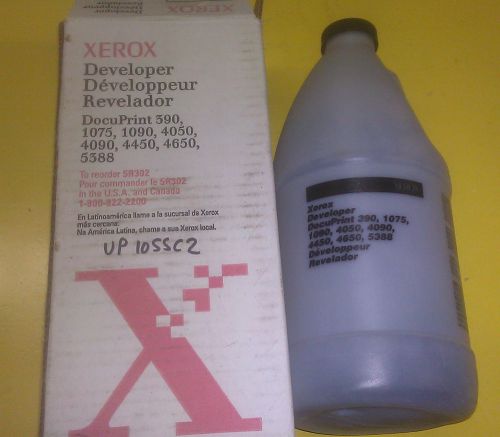 XEROX
Developer
Développeur
Revelador
DocuPrint 390,
1075, 1090, 4050,
4090, 4450, 4650,
5388
To reorder 5R302
Pour commander le 5R302
in the U.S.A. and Canada
1-800-822-2200
En Latinoamérica llame a la sucursal de Xerox
más cercana:
Na América Latina, chame a sua Xerox local.
UP 1055C2
X
XEROX
Xerox
Developer
DocuPrint 390, 1075,
1090, 4050, 4090,
4450, 4650, 5388
Développeur
Revelador